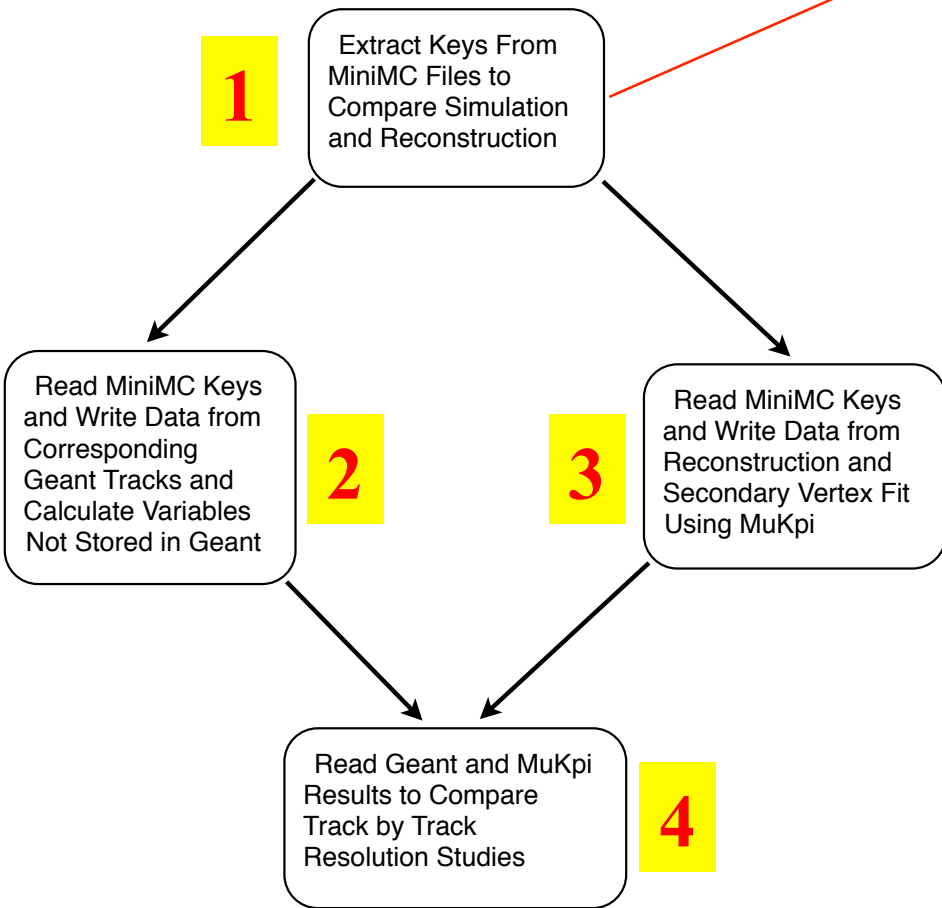 1
Extract Keys From
MiniMC Files to
Compare Simulation
and Reconstruction
Read MiniMC Keys
and Write Data from
Corresponding
Geant Tracks and
Calculate Variables
Not Stored in Geant
2
3
Read MiniMC Keys
and Write Data from
Reconstruction and
Secondary Vertex Fit
Using MuKpi
Read Geant and MuKpi
Results to Compare
Track by Track
Resolution Studies
4